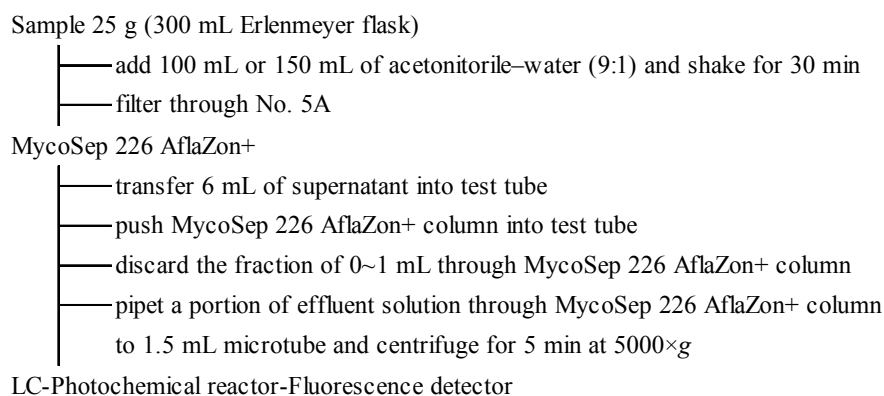 Sample 25 g (300 mL Erlenmeyer flask)
add 100 mL or 150 mL of acetonitorile–water (9:1) and shake for 30 min
filter through No. 5A
MycoSep 226 AflaZon+
transfer 6 mL of supernatant into test tube
push MycoSep 226 AflaZon+ column into test tube
discard the fraction of 0~1 mL through MycoSep 226 AflaZon+ column
pipet a portion of effluent solution through MycoSep 226 AflaZon+ column
to 1.5 mL microtube and centrifuge for 5 min at 5000×g
LC-Photochemical reactor-Fluorescence detector